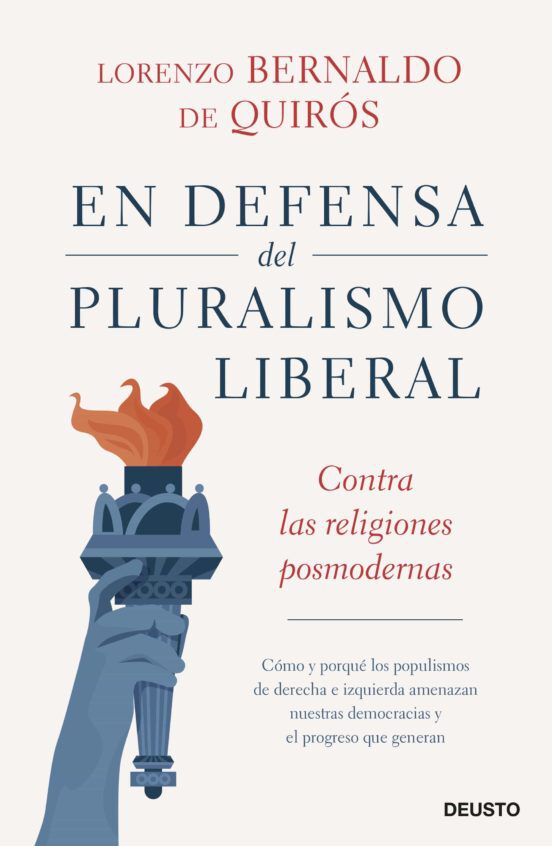 LORENZO BERNALDO
DE QUIRÓS
EN DEFENSA
del
PLURALISMO
LIBERAL
Contra
las religiones
posmodernas
Cómo y porqué los populismos
de derecha e izquierda amenazan
nuestras democracias y
el progreso que generan
DEUSTO